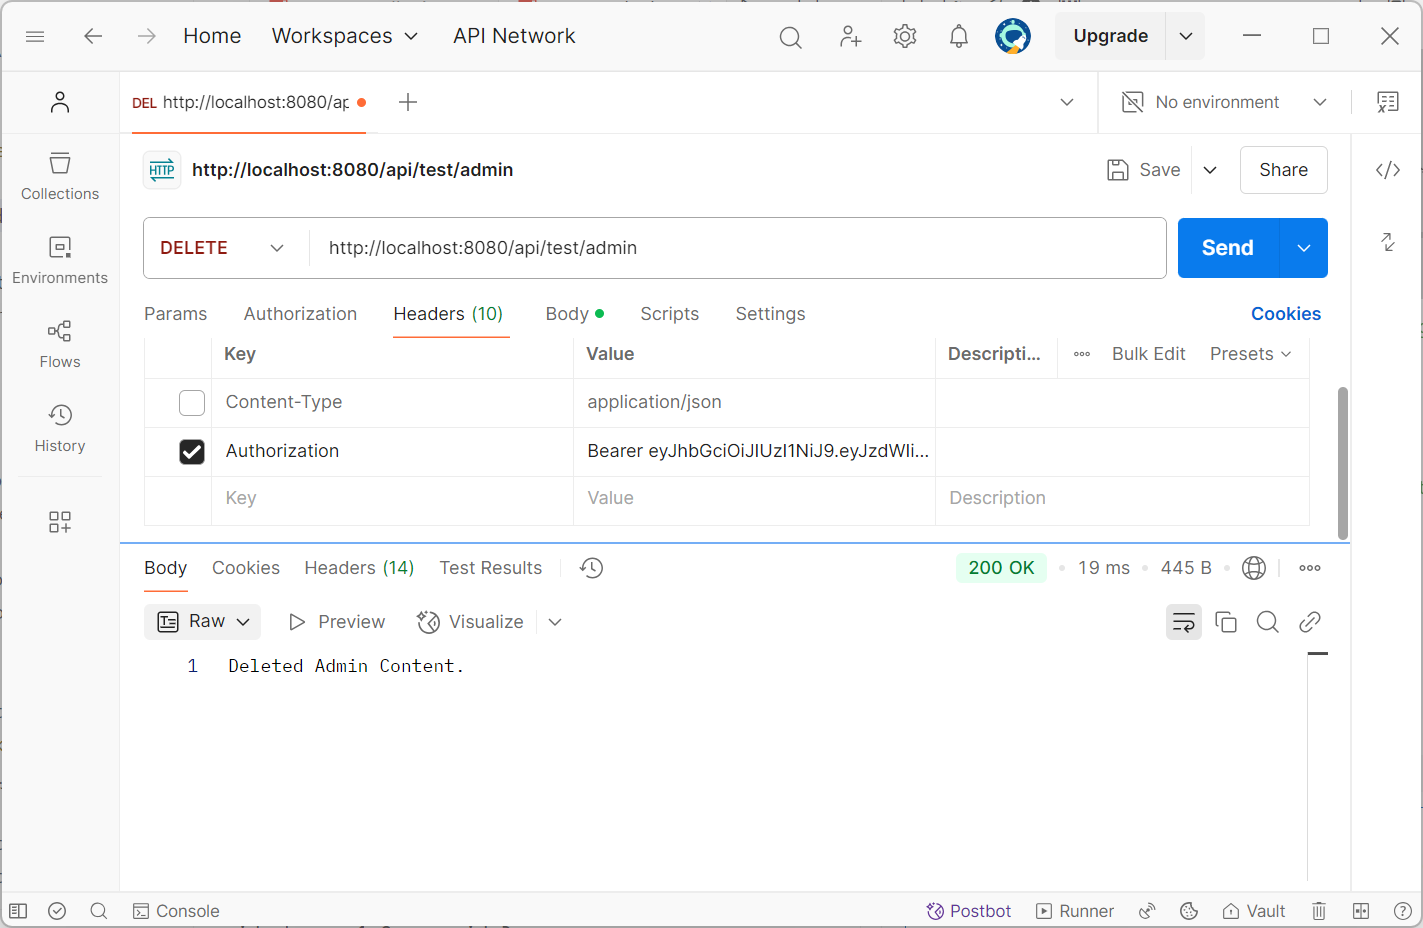 Home Workspaces API Network Upgrade
DEL http://localhost:8080/ap No environment
HTTP http://localhost:8080/api/test/admin Save Share
Collections
DELETE http://localhost:8080/api/test/admin Send
Environments
Params Authorization Headers (10) Body Scripts Settings Cookies
Flows
Key Value Descripti... Bulk Edit Presets
Content-Type application/json
History
Authorization Bearer eyJhbGciOiJIUzI1NiJ9.eyJzdWIi...
Key Value Description
Body Cookies Headers (14) Test Results 200 OK 19 ms 445 B
Raw Preview Visualize
1 Deleted Admin Content.
Console Postbot Runner Vault